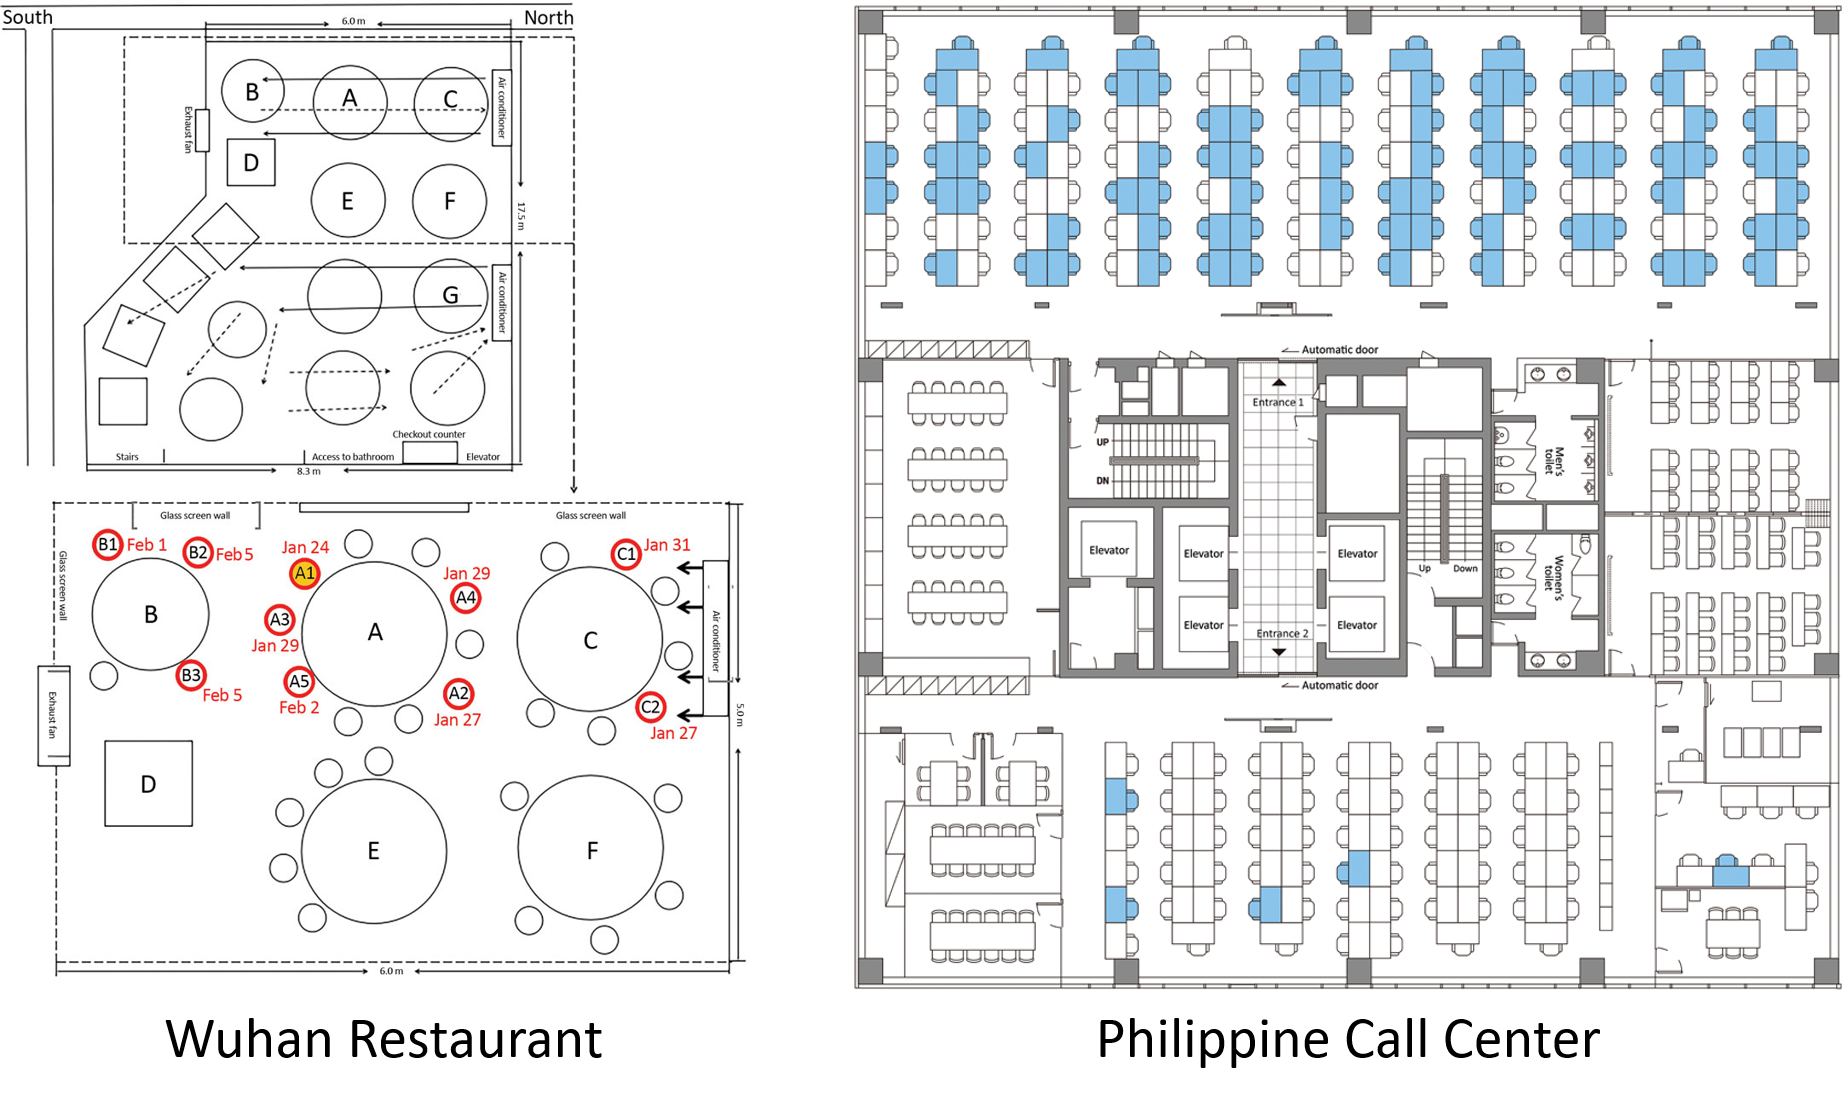 South
North
6.0 m
B
A
C
Air conditioner
Exhaust fan
D
E
F
17.5 m
G
Air conditioner
Checkout counter
Stairs
Access to bathroom
Elevator
8.3 m
Glass screen wall
Glass screen wall
Glass screen wall
B1 Feb 1
B2 Feb 5
Jan 24
A1
C1 Jan 31
Jan 29
A4
A3
Jan 29
B
A
C
Air conditioner
B3
Feb 5
A5
Feb 2
A2
Jan 27
C2
Jan 27
5.0 m
Exhaust fan
D
E
F
6.0 m
Wuhan Restaurant
Automatic door
Entrance 1
UP
DN
Men's toilet
Elevator
Elevator
Elevator
Up
Down
Women's toilet
Elevator
Elevator
Entrance 2
Automatic door
Philippine Call Center